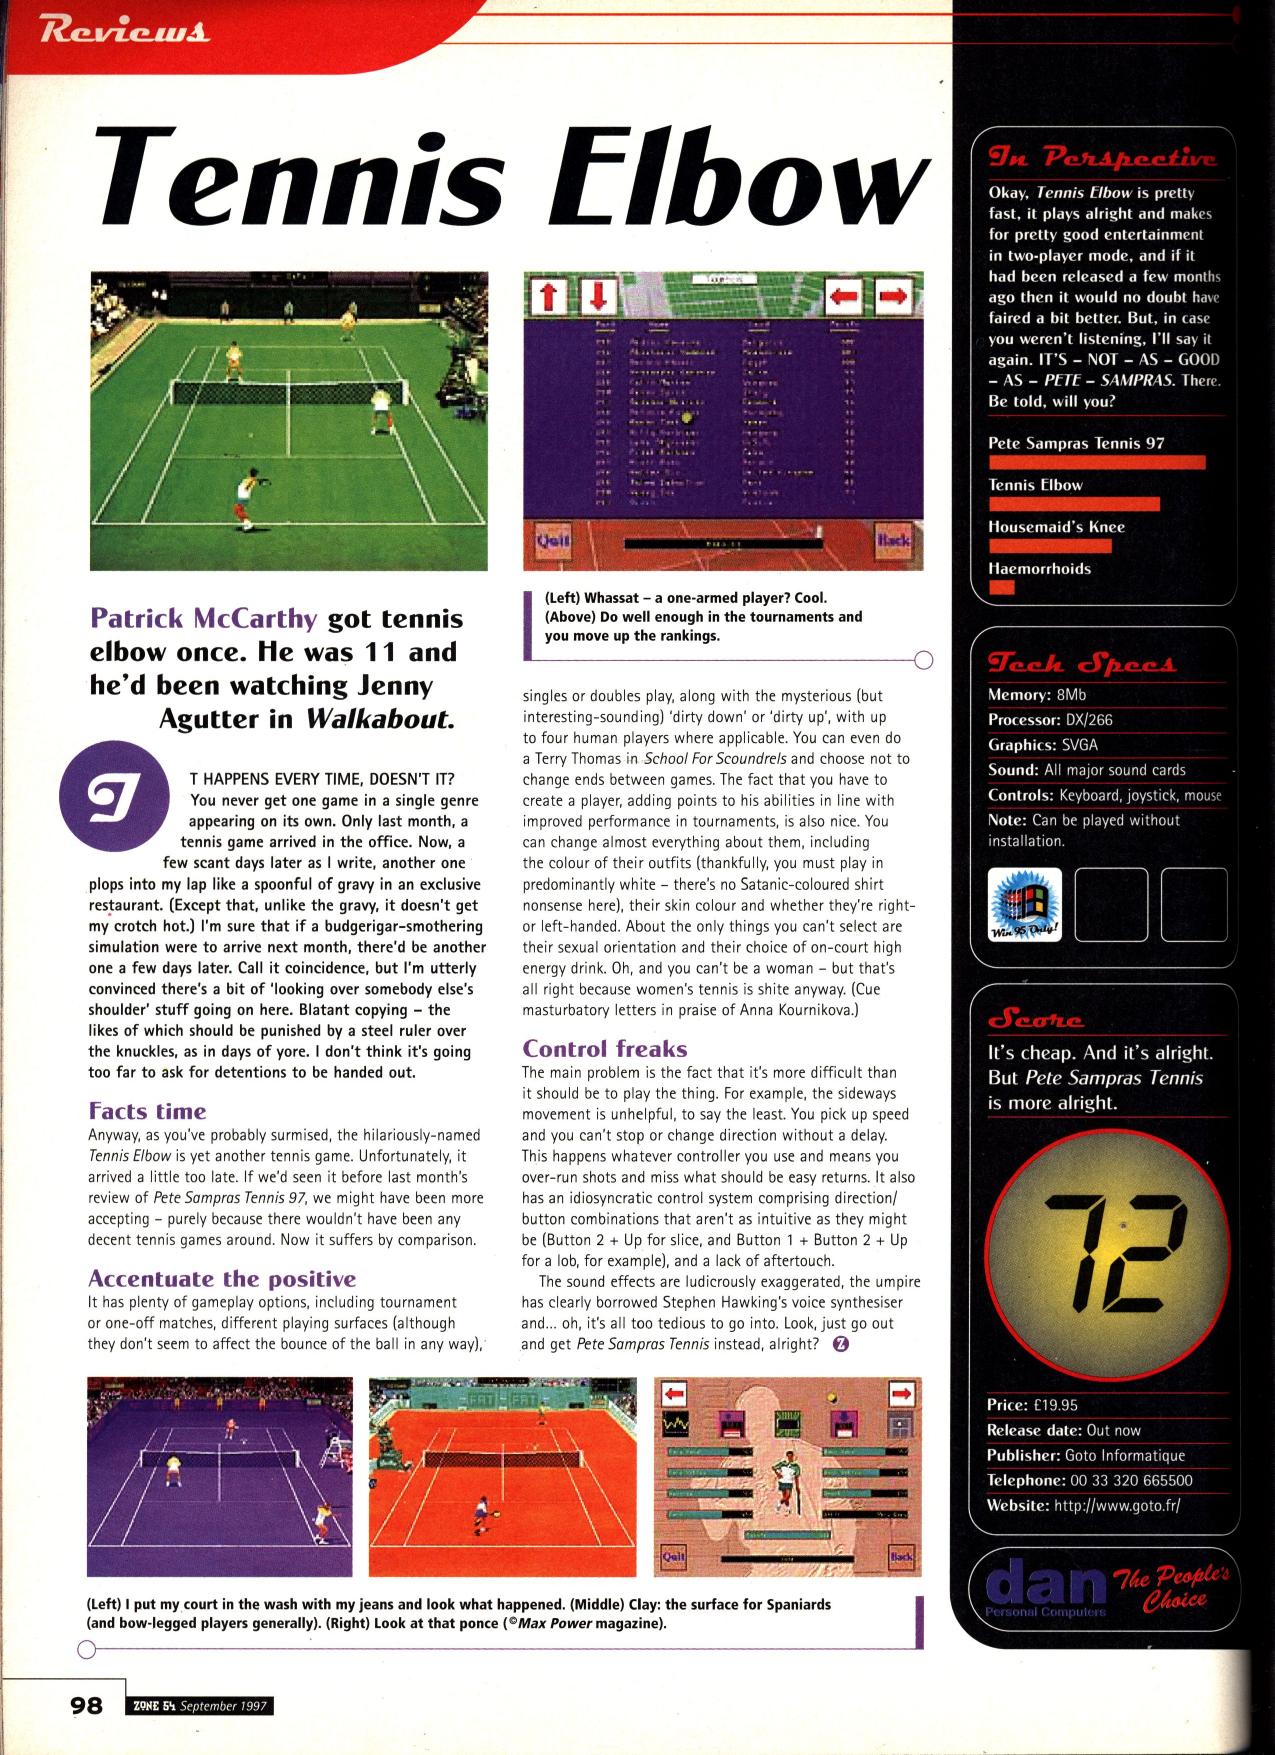 Reviews
Tennis Elbow
Quit
Back
(Left) Whassat – a one-armed player? Cool.
(Above) Do well enough in the tournaments and
you move up the rankings.
Patrick McCarthy got tennis
elbow once. He was 11 and
he'd been watching Jenny
Agutter in Walkabout.
IT HAPPENS EVERY TIME, DOESN'T IT?
You never get one game in a single genre
appearing on its own. Only last month, a
tennis game arrived in the office. Now, a
few scant days later as I write, another one
plops into my lap like a spoonful of gravy in an exclusive
restaurant. (Except that, unlike the gravy, it doesn't get
my crotch hot.) I'm sure that if a budgerigar-smothering
simulation were to arrive next month, there'd be another
one a few days later. Call it coincidence, but I'm utterly
convinced there's a bit of 'looking over somebody else's
shoulder' stuff going on here. Blatant copying – the
likes of which should be punished by a steel ruler over
the knuckles, as in days of yore. I don't think it's going
too far to ask for detentions to be handed out.
Facts time
Anyway, as you've probably surmised, the hilariously-named
Tennis Elbow is yet another tennis game. Unfortunately, it
arrived a little too late. If we'd seen it before last month's
review of Pete Sampras Tennis 97, we might have been more
accepting – purely because there wouldn't have been any
decent tennis games around. Now it suffers by comparison.
Accentuate the positive
It has plenty of gameplay options, including tournament
or one-off matches, different playing surfaces (although
they don't seem to affect the bounce of the ball in any way),
singles or doubles play, along with the mysterious (but
interesting-sounding) 'dirty down' or 'dirty up', with up
to four human players where applicable. You can even do
a Terry Thomas in School For Scoundrels and choose not to
change ends between games. The fact that you have to
create a player, adding points to his abilities in line with
improved performance in tournaments, is also nice. You
can change almost everything about them, including
the colour of their outfits (thankfully, you must play in
predominantly white – there's no Satanic-coloured shirt
nonsense here), their skin colour and whether they're right-
or left-handed. About the only things you can't select are
their sexual orientation and their choice of on-court high
energy drink. Oh, and you can't be a woman – but that's
all right because women's tennis is shite anyway. (Cue
masturbatory letters in praise of Anna Kournikova.)
Control freaks
The main problem is the fact that it's more difficult than
it should be to play the thing. For example, the sideways
movement is unhelpful, to say the least. You pick up speed
and you can't stop or change direction without a delay.
This happens whatever controller you use and means you
over-run shots and miss what should be easy returns. It also
has an idiosyncratic control system comprising direction/
button combinations that aren't as intuitive as they might
be (Button 2 + Up for slice, and Button 1 + Button 2 + Up
for a lob, for example), and a lack of aftertouch.
The sound effects are ludicrously exaggerated, the umpire
has clearly borrowed Stephen Hawking's voice synthesiser
and... oh, it's all too tedious to go into. Look, just go out
and get Pete Sampras Tennis instead, alright? Z
Quit
Back
(Left) I put my court in the wash with my jeans and look what happened. (Middle) Clay: the surface for Spaniards
(and bow-legged players generally). (Right) Look at that ponce (©Max Power magazine).
98
ZONE 54 September 1997
In Perspective
Okay, Tennis Elbow is pretty
fast, it plays alright and makes
for pretty good entertainment
in two-player mode, and if it
had been released a few months
ago then it would no doubt have
faired a bit better. But, in case
you weren't listening, I'll say it
again. IT'S – NOT – AS – GOOD
– AS – PETE – SAMPRAS. There.
Be told, will you?
Pete Sampras Tennis 97
Tennis Elbow
Housemaid's Knee
Haemorrhoids
Tech Specs
Memory: 8Mb
Processor: DX/266
Graphics: SVGA
Sound: All major sound cards
Controls: Keyboard, joystick, mouse
Note: Can be played without
installation.
Win 95 Only!
Score
It's cheap. And it's alright.
But Pete Sampras Tennis
is more alright.
72
Price: £19.95
Release date: Out now
Publisher: Goto Informatique
Telephone: 00 33 320 665500
Website: http://www.goto.fr/
dan
Personal Computers
The People's
Choice